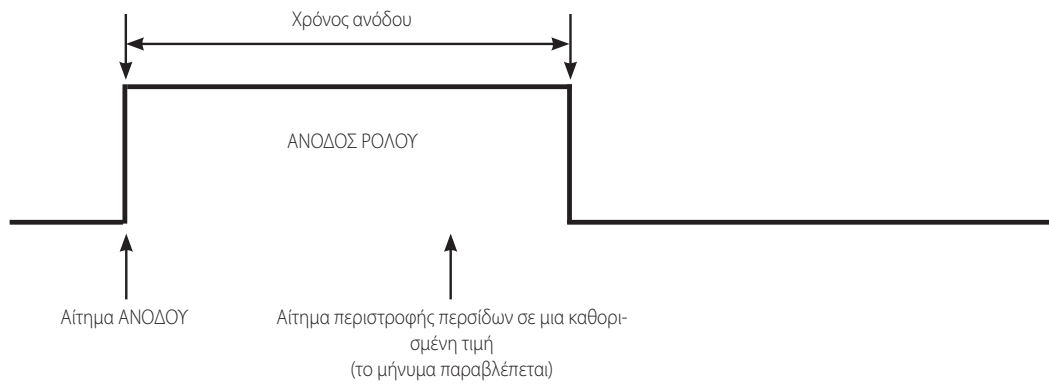 Χρόνος ανόδου
ΑΝΟΔΟΣ ΡΟΛΟΥ
Αίτημα ΑΝΟΔΟΥ
Αίτημα περιστροφής περσίδων σε μια καθορι-
σμένη τιμή
(το μήνυμα παραβλέπεται)